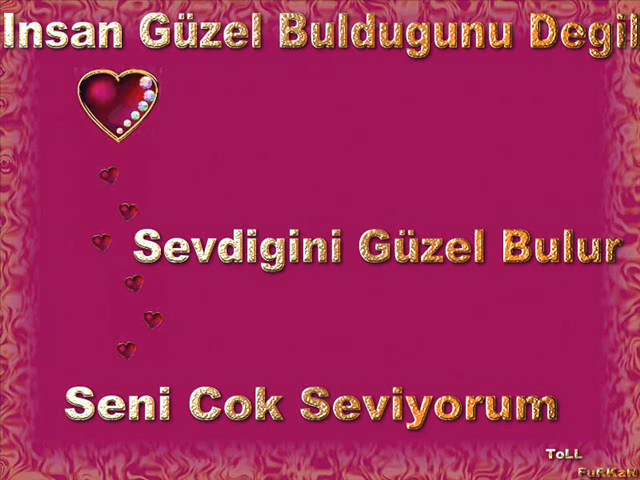 Insan Güzel Buldugunu Degil
Sevdigini Güzel Bulur
Seni Cok Seviyorum
ToLL
FuRKaN